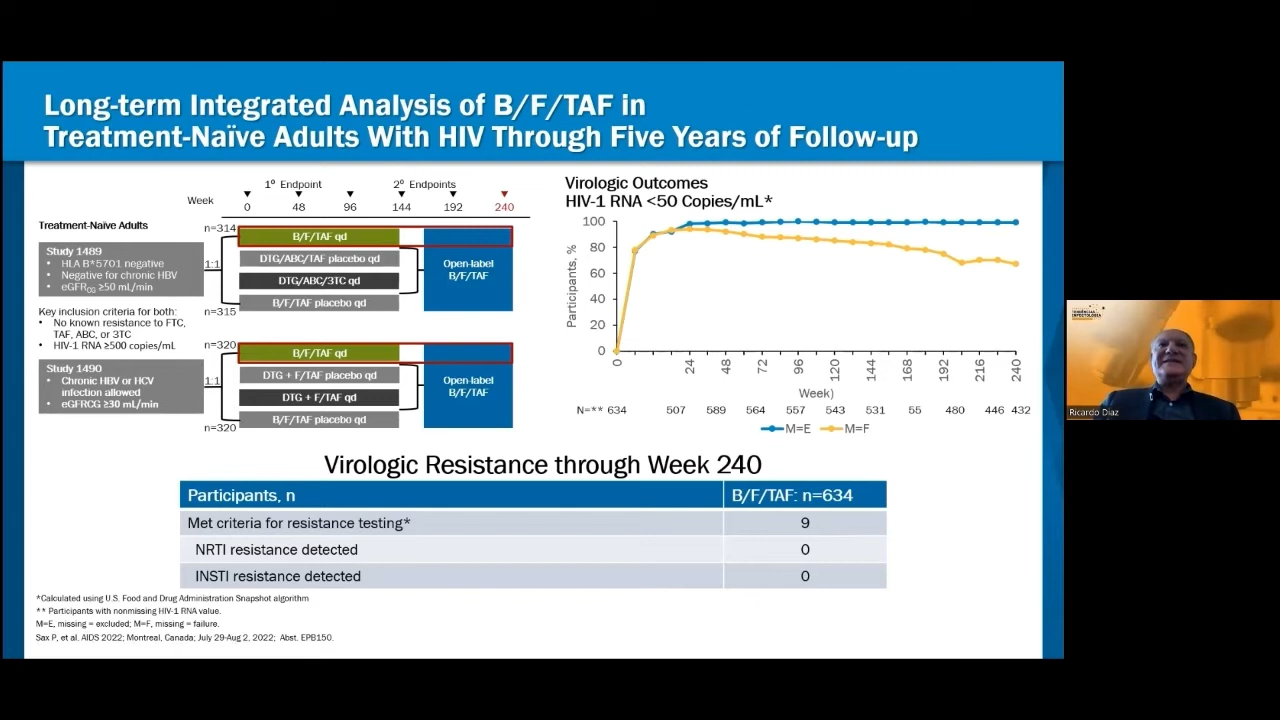 Long-term Integrated Analysis of B/F/TAF in
Treatment-Naïve Adults With HIV Through Five Years of Follow-up
1º Endpoint 2º Endpoints
Week 0 48 96 144 192 240
Treatment-Naïve Adults
Study 1489
• HLA B*5701 negative
• Negative for chronic HBV
• eGFRCG ≥50 mL/min
n=314
1:1
n=315
B/F/TAF qd
DTG/ABC/TAF placebo qd
DTG/ABC/3TC qd
B/F/TAF placebo qd
Open-label
B/F/TAF
Key inclusion criteria for both:
• No known resistance to FTC,
TAF, ABC, or 3TC
• HIV-1 RNA ≥500 copies/mL
Study 1490
• Chronic HBV or HCV
infection allowed
• eGFRCG ≥30 mL/min
n=320
1:1
n=320
B/F/TAF qd
DTG + F/TAF placebo qd
DTG + F/TAF qd
B/F/TAF placebo qd
Open-label
B/F/TAF
Virologic Outcomes
HIV-1 RNA <50 Copies/mL*
Participants, %
100
80
60
40
20
0
0 24 48 72 96 120 144 168 192 216 240
Week)
N=** 634 507 589 564 557 543 531 55 480 446 432
M=E M=F
Virologic Resistance through Week 240
Participants, n B/F/TAF: n=634
Met criteria for resistance testing* 9
NRTI resistance detected 0
INSTI resistance detected 0
*Calculated using U.S. Food and Drug Administration Snapshot algorithm
** Participants with nonmissing HIV-1 RNA value.
M=E, missing = excluded; M=F, missing = failure.
Sax P, et al. AIDS 2022; Montreal, Canada; July 29-Aug 2, 2022; Abst. EPB150.
INFECTOLOGIA
Ricardo Diaz